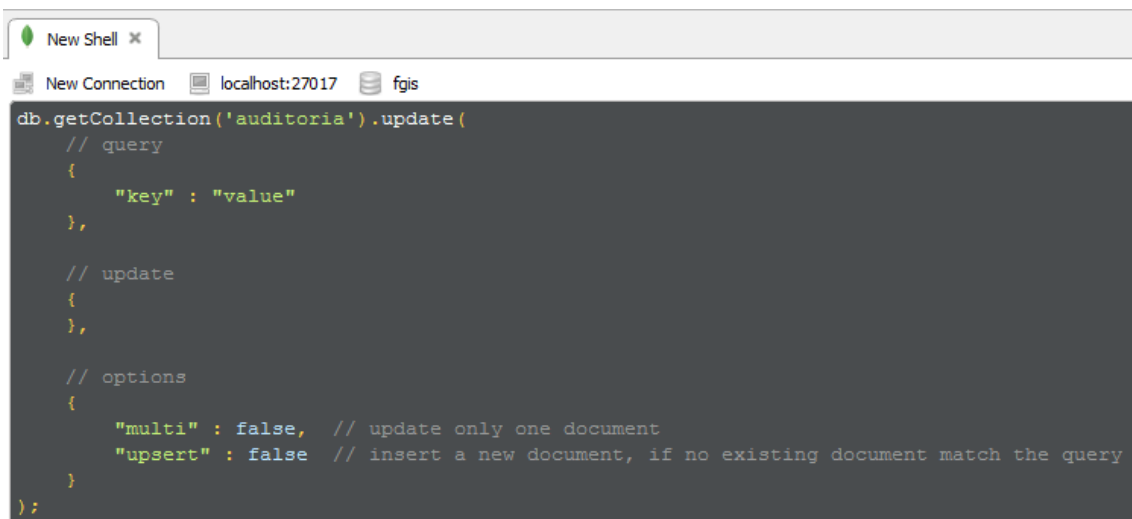 New Shell ×
New Connection localhost:27017 fgis
db.getCollection('auditoria').update(
    // query
    {
        "key" : "value"
    },

    // update
    {
    },

    // options
    {
        "multi" : false,  // update only one document
        "upsert" : false  // insert a new document, if no existing document match the query
    }
);